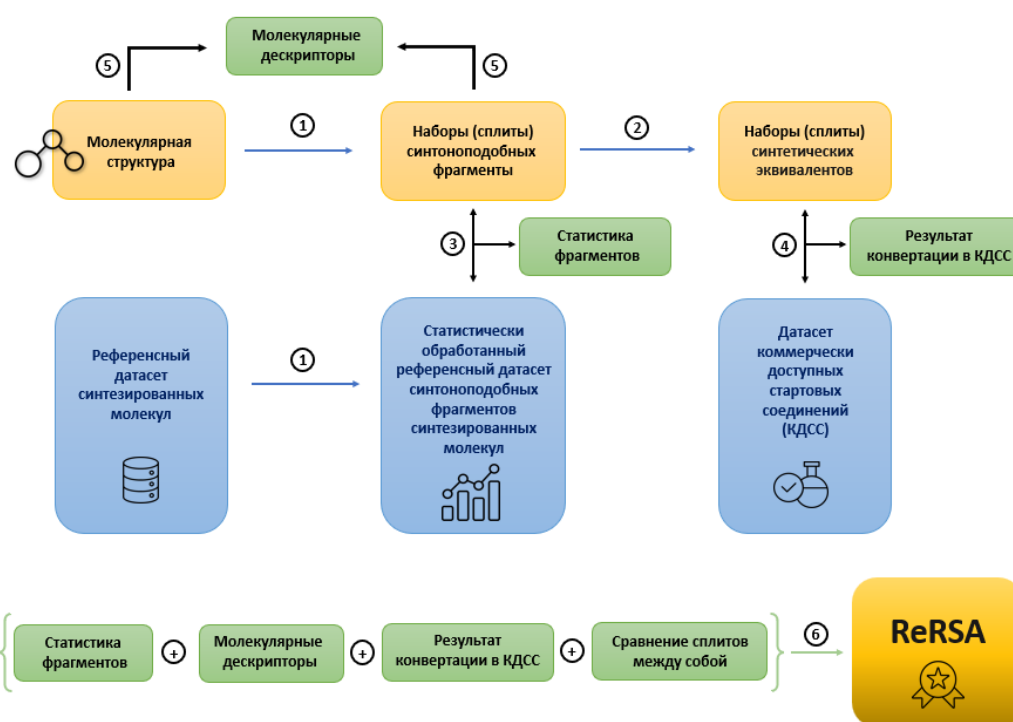 Молекулярные
дескрипторы
5
5
Молекулярная
структура
1
Наборы (сплиты)
синтоноподобных
фрагменты
2
Наборы (сплиты)
синтетических
эквивалентов
3
Статистика
фрагментов
4
Результат
конвертации в КДСС
Референсный
датасет
синтезированных
молекул
1
Статистически
обработанный
референсный датасет
синтоноподобных
фрагментов
синтезированных
молекул
Датасет
коммерчески
доступных
стартовых
соединений
(КДСС)
Статистика
фрагментов
+
Молекулярные
дескрипторы
+
Результат
конвертации в КДСС
+
Сравнение сплитов
между собой
6
ReRSA